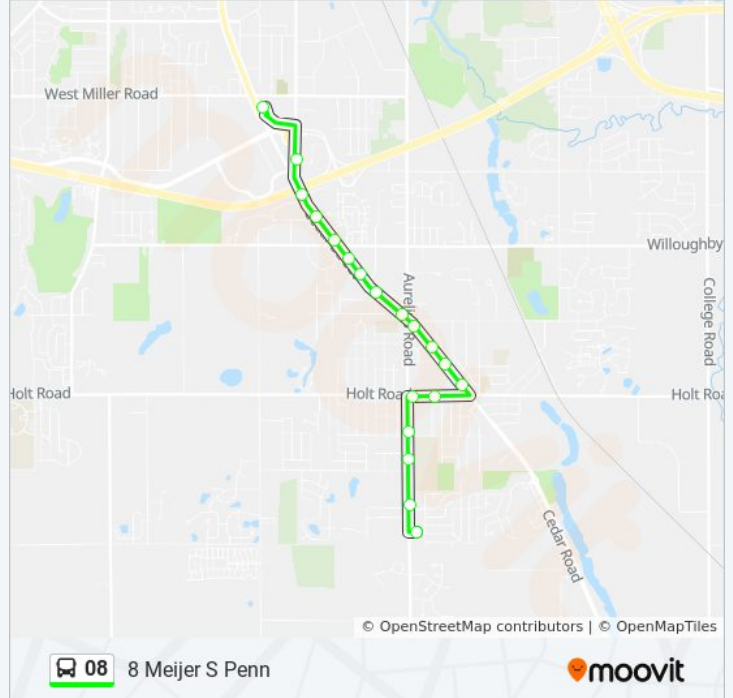 West Miller Road
Willoughby
Aurelius Road
College Road
Holt Road
Holt Road
Holt Roa
Cedar Road
© OpenStreetMap contributors | © OpenMapTiles
08 8 Meijer S Penn
moovit